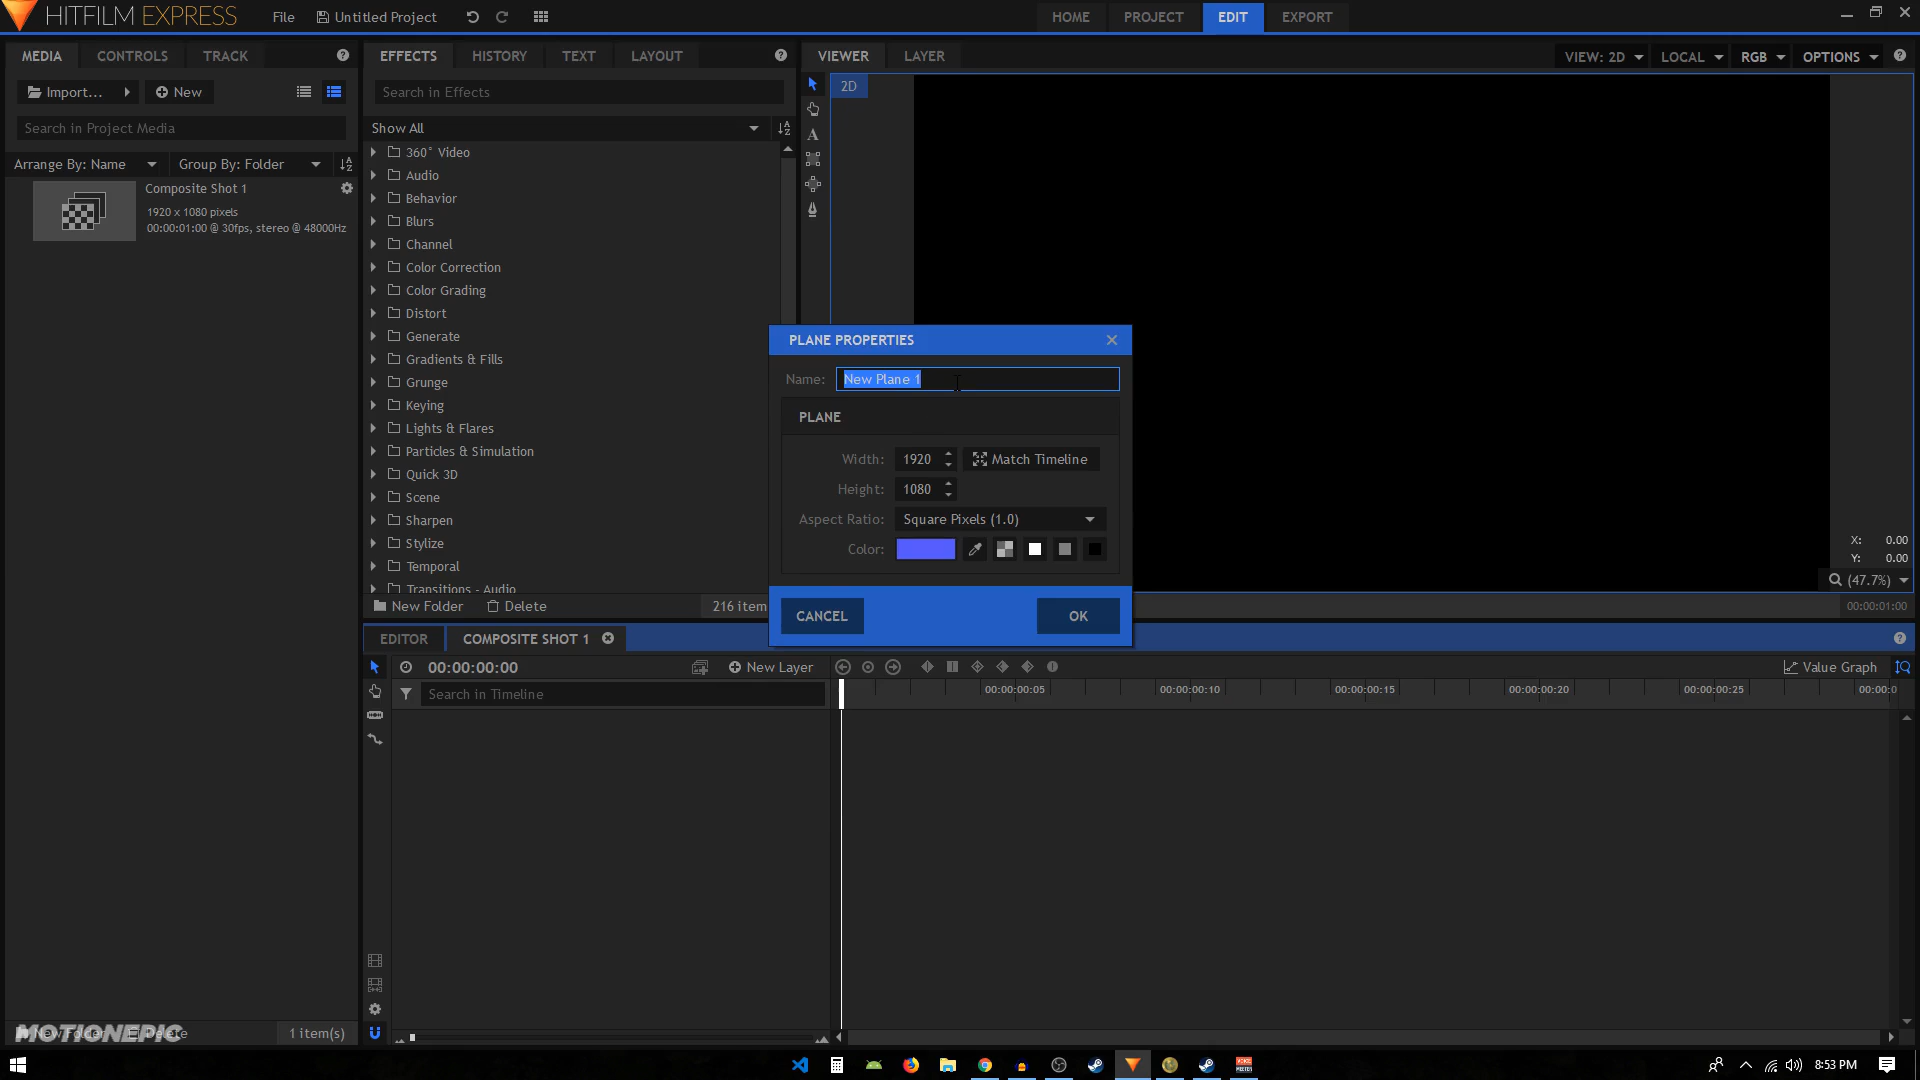 HITFILM EXPRESS
File
Untitled Project
HOME
PROJECT
EDIT
EXPORT
MEDIA
CONTROLS
TRACK
EFFECTS
HISTORY
TEXT
LAYOUT
VIEWER
LAYER
VIEW: 2D
LOCAL
RGB
OPTIONS
Import...
New
Search in Project Media
Arrange By: Name
Group By: Folder
Composite Shot 1
1920 x 1080 pixels
00:00:01:00 @ 30fps, stereo @ 48000Hz
Search in Effects
Show All
360° Video
Audio
Behavior
Blurs
Channel
Color Correction
Color Grading
Distort
Generate
Gradients & Fills
Grunge
Keying
Lights & Flares
Particles & Simulation
Quick 3D
Scene
Sharpen
Stylize
Temporal
Transitions - Audio
New Folder
Delete
216 item
2D
X: 0.00
Y: 0.00
(47.7%)
00:00:01:00
PLANE PROPERTIES
Name: New Plane 1
PLANE
Width: 1920
Match Timeline
Height: 1080
Aspect Ratio: Square Pixels (1.0)
Color:
CANCEL
OK
EDITOR
COMPOSITE SHOT 1
00:00:00:00
New Layer
Value Graph
Search in Timeline
00:00:00:05
00:00:00:10
00:00:00:15
00:00:00:20
00:00:00:25
00:00:0
New Folder
Delete
1 item(s)
MOTIONEPIC
8:53 PM